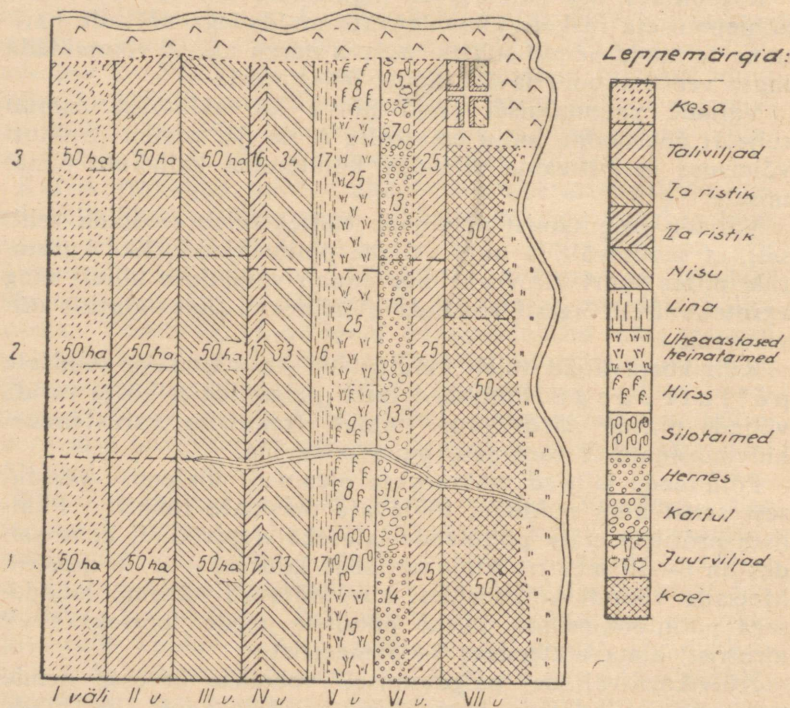 Leppemärgid:
Kesa
Taliviljad
Ia ristik
IIa ristik
Nisu
Lina
Üheaastased
heinataimed
Hirss
Silotaimed
Hernes
Kartul
Juurviljad
Kaer
8 5
7
3 50 ha 50 ha 50 ha 16 34 17 25 25
13
50
12
25
2 50 ha 50 ha 50 ha 17 33 16 25 50
9 13
8 11
1 50 ha 50 ha 50 ha 17 33 17 10 25 50
14
15
I väli II v. III v. IV v V v VI v. VII v